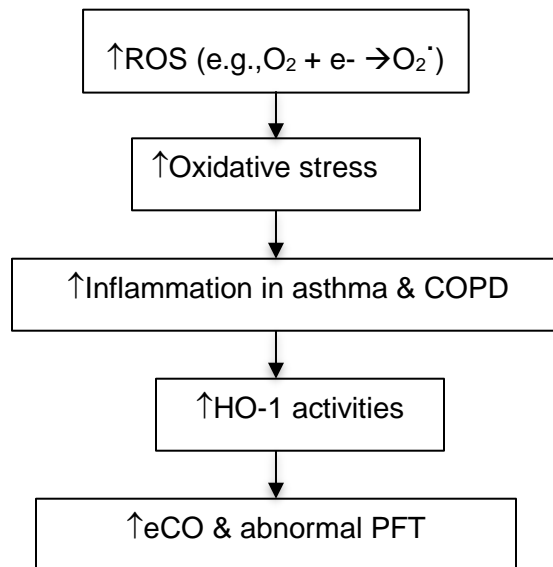 ↑ROS (e.g.,O₂ + e- →O₂˙)
↑Oxidative stress
↑Inflammation in asthma & COPD
↑HO-1 activities
↑eCO & abnormal PFT